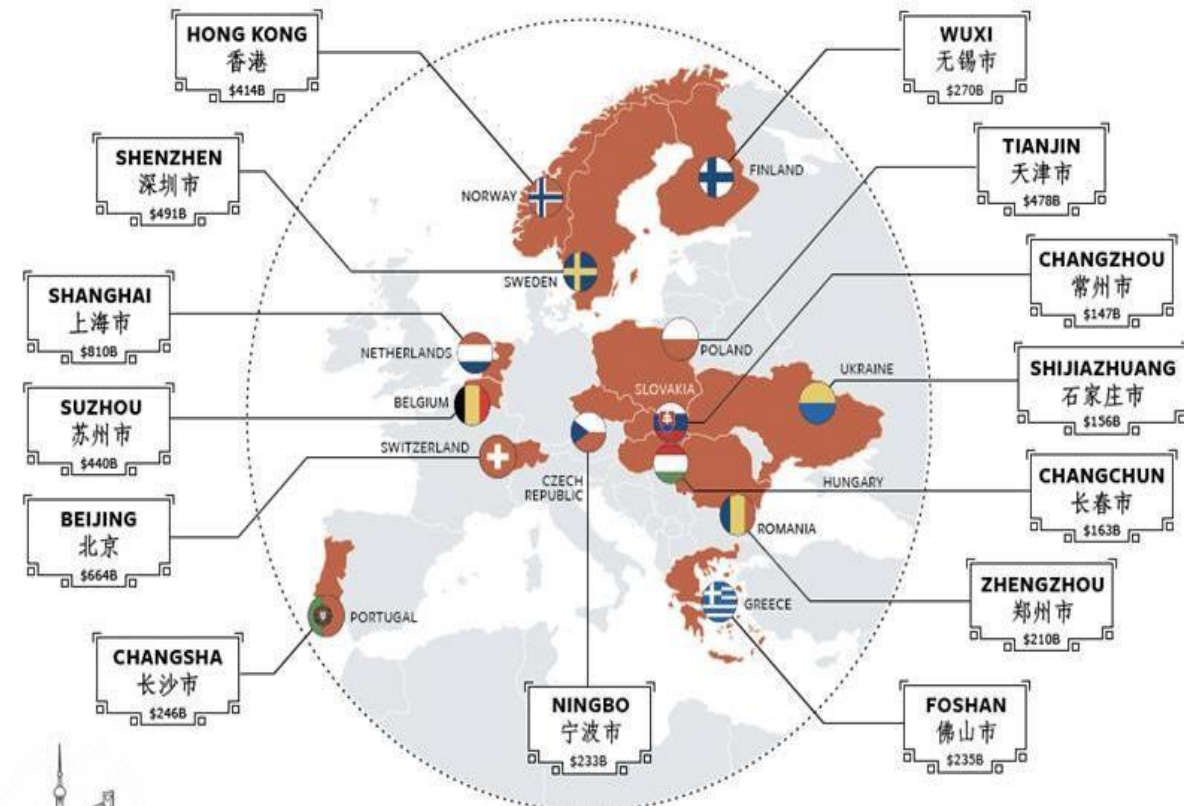 HONG KONG
香港
$414B
SHENZHEN
深圳市
$491B
SHANGHAI
上海市
$810B
SUZHOU
苏州市
$440B
BEIJING
北京
$664B
CHANGSHA
长沙市
$246B
WUXI
无锡市
$270B
TIANJIN
天津市
$478B
CHANGZHOU
常州市
$147B
SHIJIAZHUANG
石家庄市
$156B
CHANGCHUN
长春市
$163B
ZHENGZHOU
郑州市
$210B
FOSHAN
佛山市
$235B
NINGBO
宁波市
$233B
NORWAY
FINLAND
SWEDEN
NETHERLANDS
POLAND
BELGIUM
SLOVAKIA
UKRAINE
SWITZERLAND
CZECH
REPUBLIC
HUNGARY
ROMANIA
PORTUGAL
GREECE